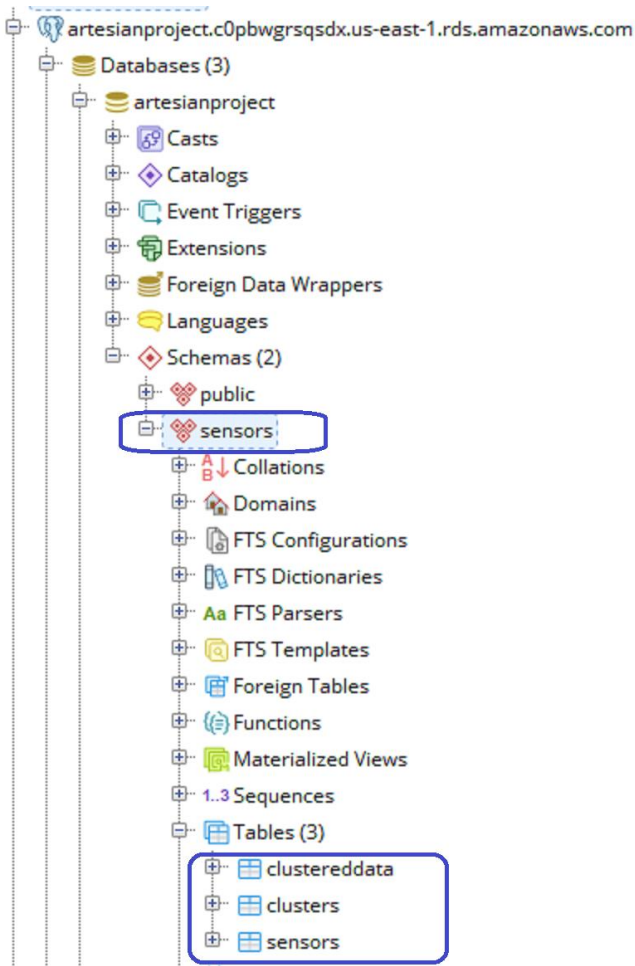 artesianproject.c0pbwgrsqsdx.us-east-1.rds.amazonaws.com
Databases (3)
artesianproject
Casts
Catalogs
Event Triggers
Extensions
Foreign Data Wrappers
Languages
Schemas (2)
public
sensors
A B Collations
Domains
FTS Configurations
FTS Dictionaries
Aa FTS Parsers
FTS Templates
Foreign Tables
Functions
Materialized Views
1..3 Sequences
Tables (3)
clustereddata
clusters
sensors